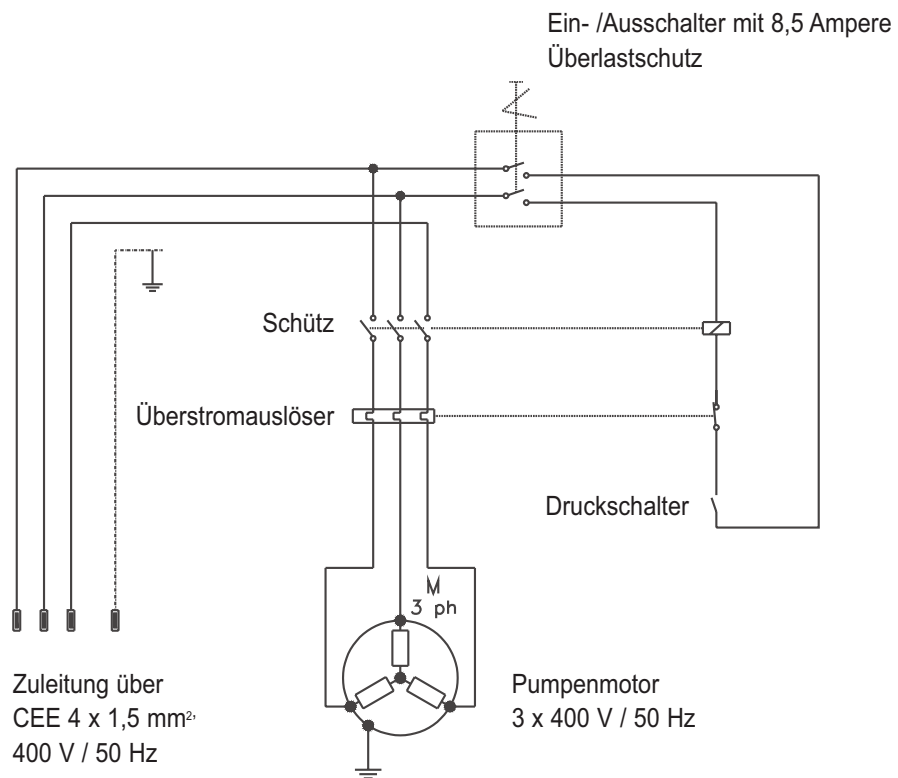 Ein- /Ausschalter mit 8,5 Ampere
Überlastschutz
Schütz
Überstromauslöser
Druckschalter
M
3 ph
Zuleitung über
CEE 4 x 1,5 mm²,
400 V / 50 Hz
Pumpenmotor
3 x 400 V / 50 Hz